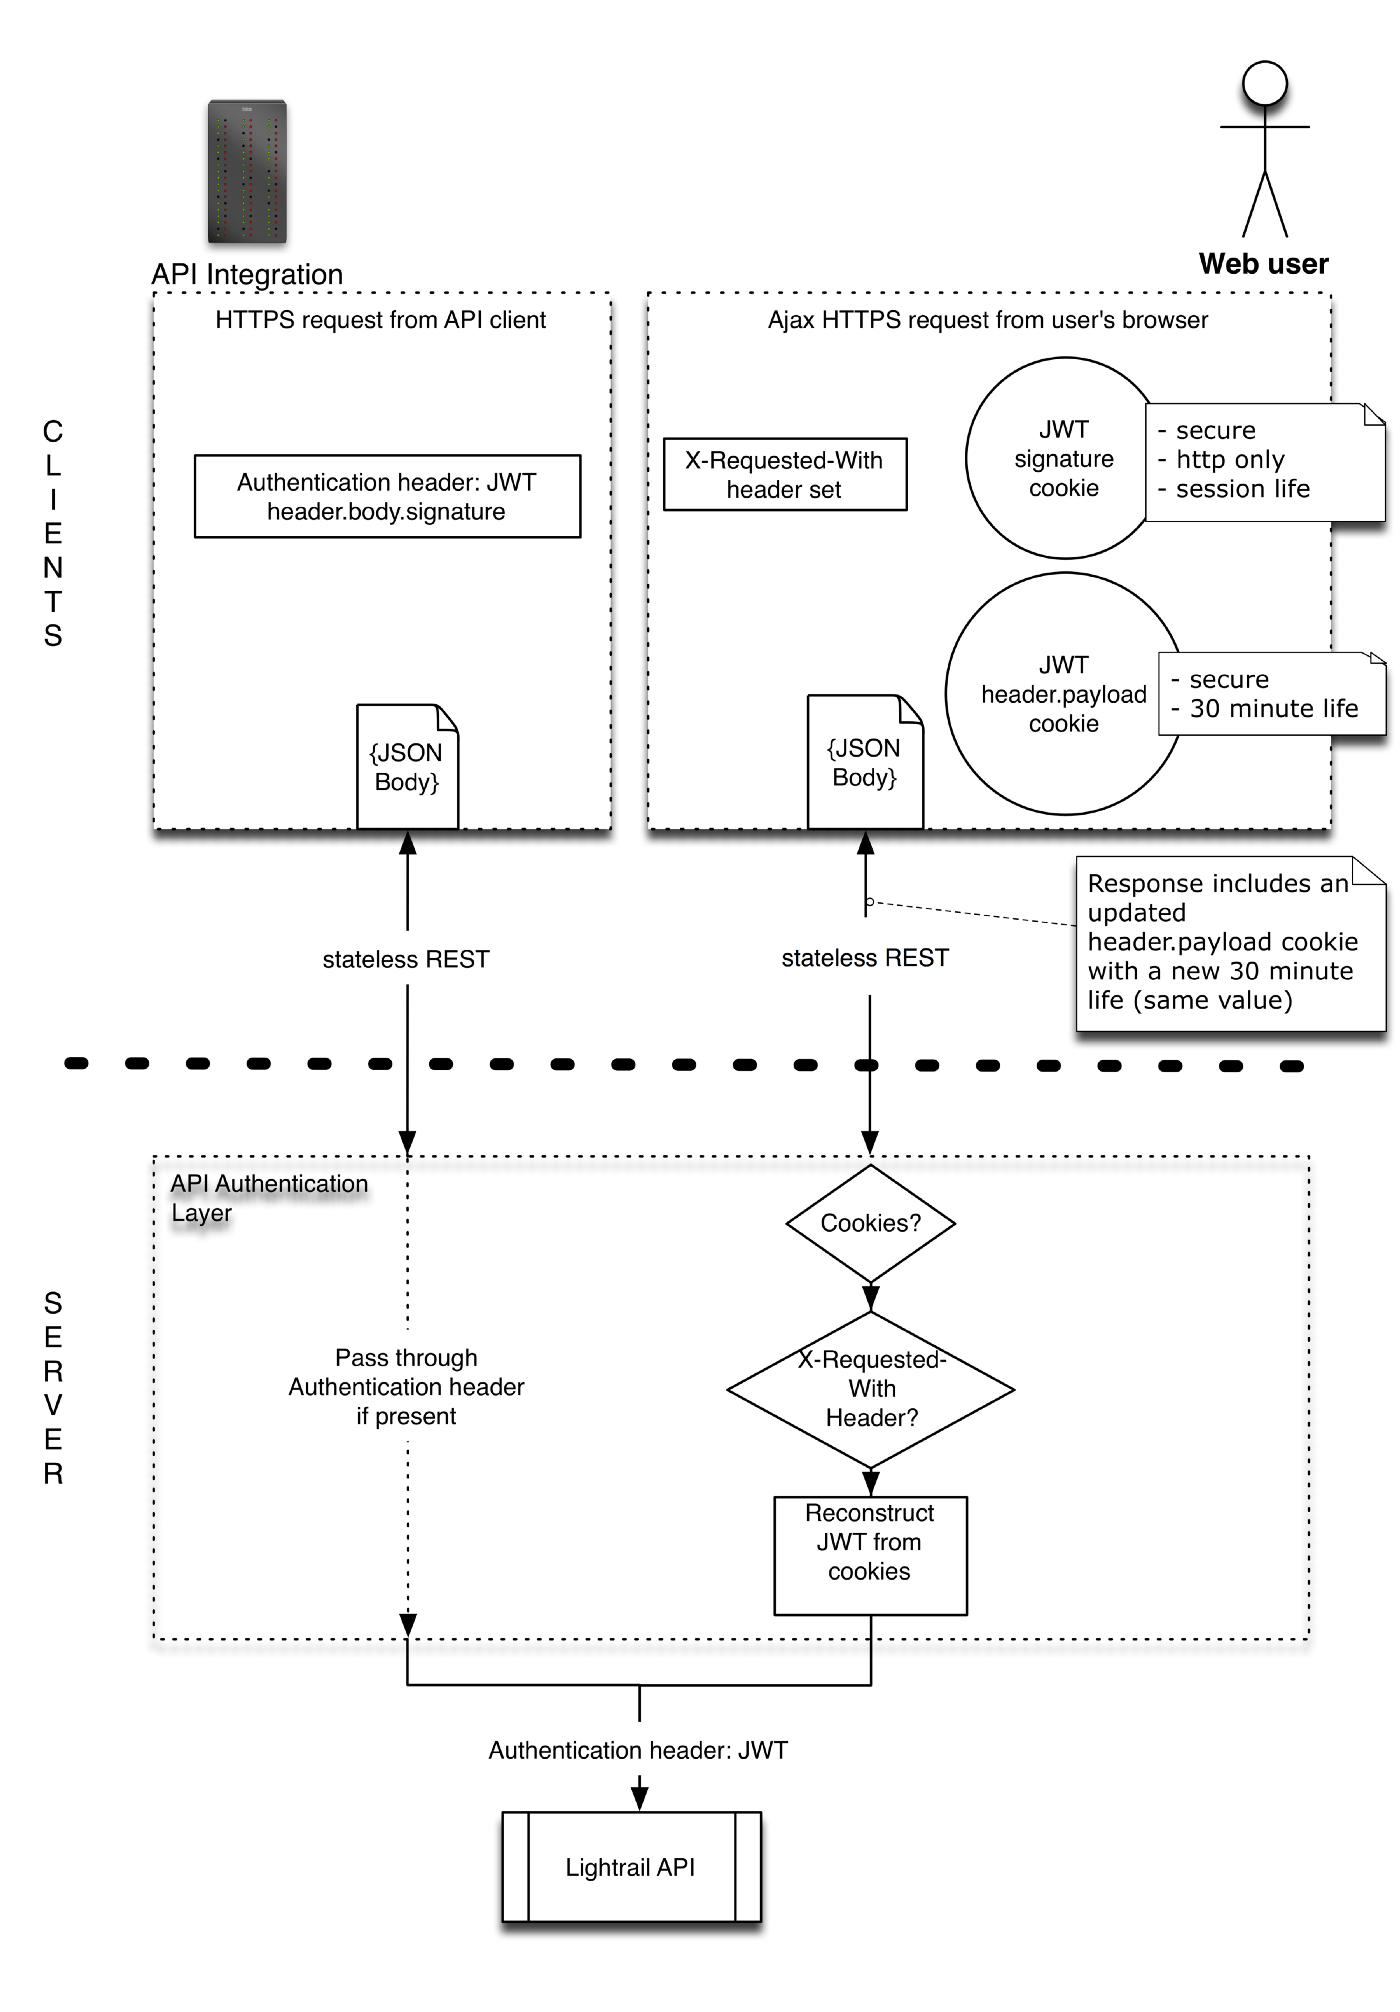 API Integration
Web user
HTTPS request from API client
Ajax HTTPS request from user's browser
CLIENTS
Authentication header: JWT
header.body.signature
X-Requested-With
header set
JWT
signature
cookie
- secure
- http only
- session life
JWT
header.payload
cookie
- secure
- 30 minute life
{JSON
Body}
{JSON
Body}
stateless REST
stateless REST
Response includes an
updated
header.payload cookie
with a new 30 minute
life (same value)
SERVER
API Authentication
Layer
Cookies?
Pass through
Authentication header
if present
X-Requested-
With
Header?
Reconstruct
JWT from
cookies
Authentication header: JWT
Lightrail API